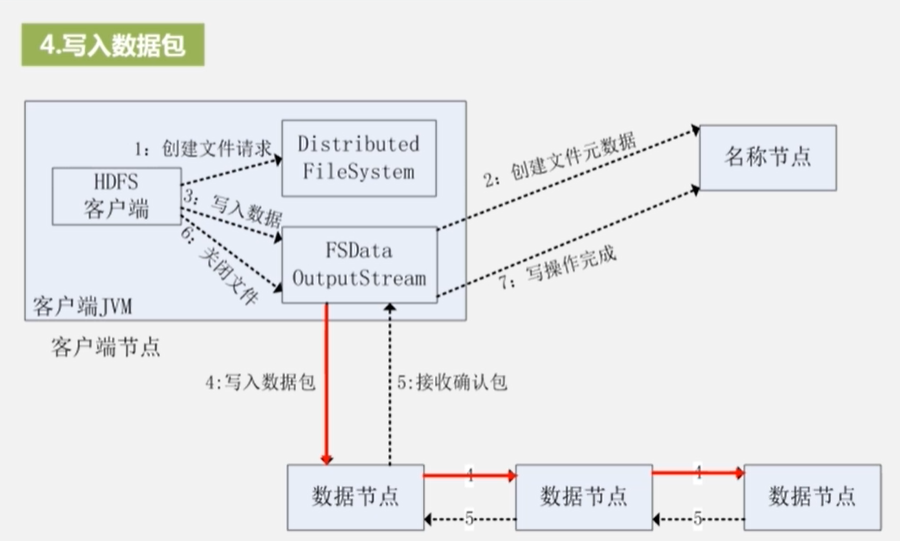 4.写入数据包
1：创建文件请求
Distributed
FileSystem
2：创建文件元数据
名称节点
HDFS
客户端
3：写入数据
6：关闭文件
FSData
OutputStream
7：写操作完成
客户端JVM
客户端节点
4:写入数据包
5:接收确认包
数据节点
4
数据节点
4
数据节点
5
5